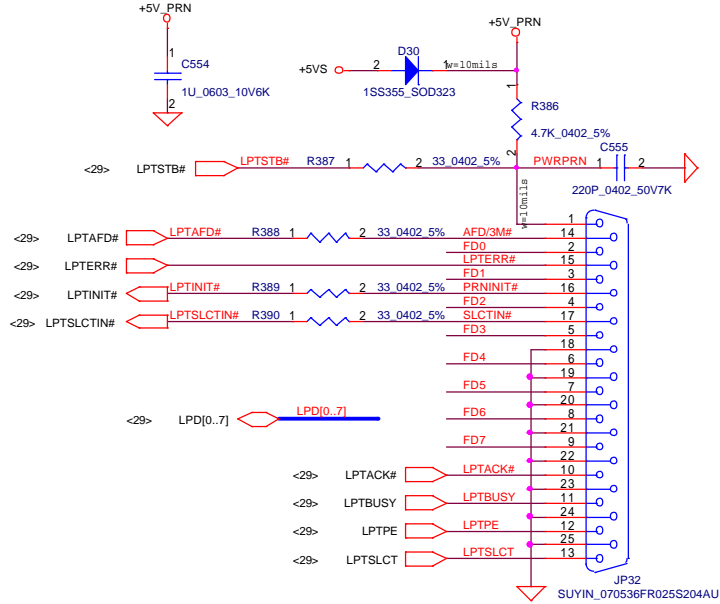 +5V_PRN
+5V_PRN
1
C554
1U_0603_10V6K
2
+5VS
2
D30
1
w=10mils
1SS355_SOD323
1
R386
4.7K_0402_5%
2
<29> LPTSTB# LPTSTB# R387 1 2 33_0402_5% PWRPRN 1 C555 2
220P_0402_50V7K
w=10mils
1
<29> LPTAFD# LPTAFD# R388 1 2 33_0402_5% AFD/3M# 14
FD0 2
<29> LPTERR# LPTERR# 15
FD1 3
<29> LPTINIT# LPTINIT# R389 1 2 33_0402_5% PRNINIT# 16
FD2 4
<29> LPTSLCTIN# LPTSLCTIN# R390 1 2 33_0402_5% SLCTIN# 17
FD3 5
18
FD4 6
19
FD5 7
20
<29> LPD[0..7] LPD[0..7] FD6 8
21
FD7 9
22
<29> LPTACK# LPTACK# 10
23
<29> LPTBUSY LPTBUSY 11
24
<29> LPTPE LPTPE 12
25
<29> LPTSLCT LPTSLCT 13
JP32
SUYIN_070536FR025S204AU